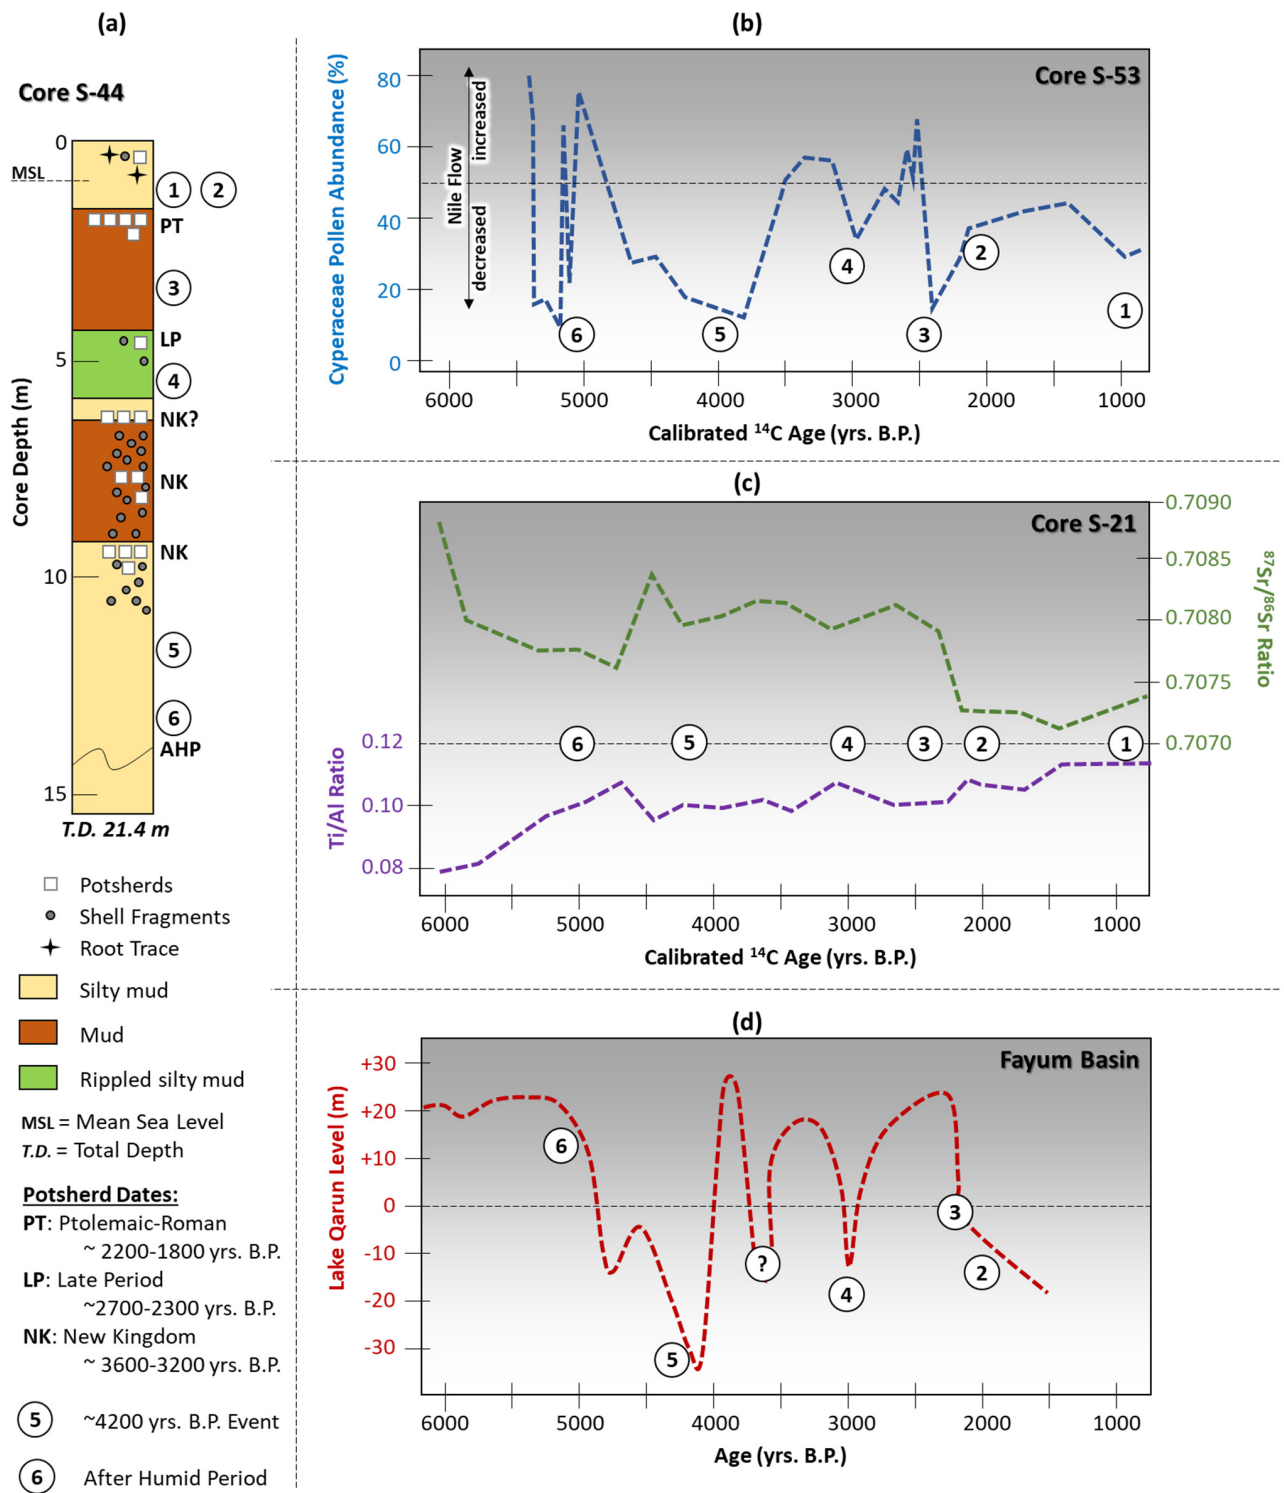 (a)
Core S-44
0
MSL
1
2
PT
3
LP
5
4
NK?
NK
NK
10
5
6
AHP
15
T.D. 21.4 m
Core Depth (m)
Potsherds
Shell Fragments
Root Trace
Silty mud
Mud
Rippled silty mud
MSL = Mean Sea Level
T.D. = Total Depth
Potsherd Dates:
PT: Ptolemaic-Roman
~ 2200-1800 yrs. B.P.
LP: Late Period
~2700-2300 yrs. B.P.
NK: New Kingdom
~ 3600-3200 yrs. B.P.
5 ~4200 yrs. B.P. Event
6 After Humid Period
(b)
Core S-53
Cyperaceae Pollen Abundance (%)
80
60
40
20
0
Nile Flow
increased
decreased
6
5
4
3
2
1
6000 5000 4000 3000 2000 1000
Calibrated ¹⁴C Age (yrs. B.P.)
(c)
Core S-21
0.7090
0.7085
0.7080
0.7075
0.7070
⁸⁷Sr/⁸⁶Sr Ratio
0.12
0.10
0.08
Ti/Al Ratio
6
5
4
3
2
1
6000 5000 4000 3000 2000 1000
Calibrated ¹⁴C Age (yrs. B.P.)
(d)
Fayum Basin
Lake Qarun Level (m)
+30
+20
+10
0
-10
-20
-30
6
5
?
4
3
2
6000 5000 4000 3000 2000 1000
Age (yrs. B.P.)